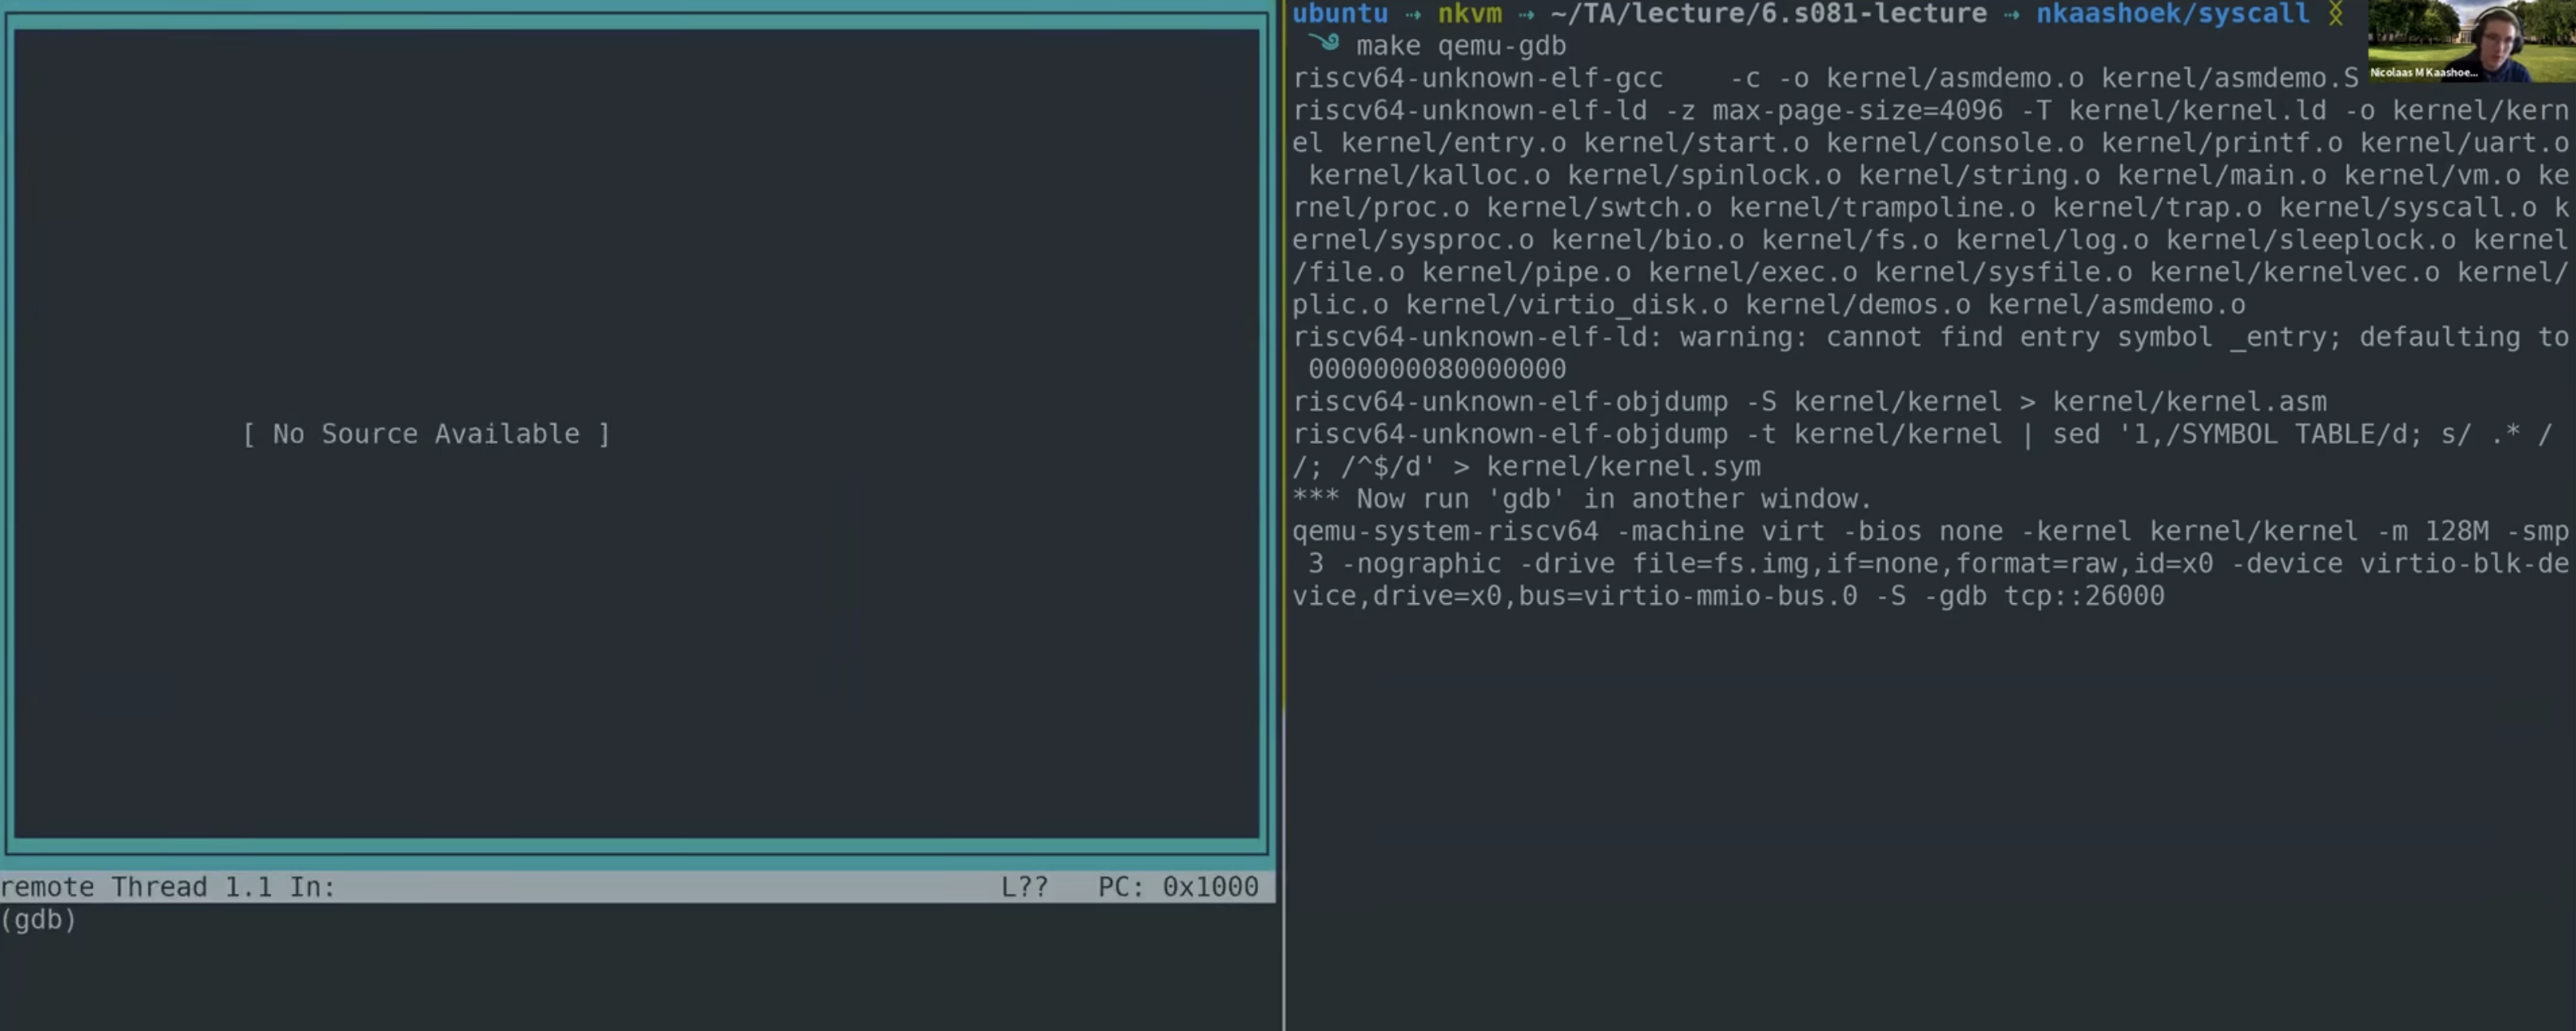 [ No Source Available ]
remote Thread 1.1 In: L?? PC: 0x1000
(gdb)
ubuntu → nkvm → ~/TA/lecture/6.s081-lecture → nkaashoek/syscall
make qemu-gdb
riscv64-unknown-elf-gcc    -c -o kernel/asmdemo.o kernel/asmdemo.S
riscv64-unknown-elf-ld -z max-page-size=4096 -T kernel/kernel.ld -o kernel/kern
el kernel/entry.o kernel/start.o kernel/console.o kernel/printf.o kernel/uart.o
 kernel/kalloc.o kernel/spinlock.o kernel/string.o kernel/main.o kernel/vm.o ke
rnel/proc.o kernel/swtch.o kernel/trampoline.o kernel/trap.o kernel/syscall.o k
ernel/sysproc.o kernel/bio.o kernel/fs.o kernel/log.o kernel/sleeplock.o kernel
/file.o kernel/pipe.o kernel/exec.o kernel/sysfile.o kernel/kernelvec.o kernel/
plic.o kernel/virtio_disk.o kernel/demos.o kernel/asmdemo.o
riscv64-unknown-elf-ld: warning: cannot find entry symbol _entry; defaulting to
 0000000080000000
riscv64-unknown-elf-objdump -S kernel/kernel > kernel/kernel.asm
riscv64-unknown-elf-objdump -t kernel/kernel | sed '1,/SYMBOL TABLE/d; s/ .* /
/; /^$/d' > kernel/kernel.sym
*** Now run 'gdb' in another window.
qemu-system-riscv64 -machine virt -bios none -kernel kernel/kernel -m 128M -smp
 3 -nographic -drive file=fs.img,if=none,format=raw,id=x0 -device virtio-blk-de
vice,drive=x0,bus=virtio-mmio-bus.0 -S -gdb tcp::26000
Nicolaas M Kaashoe...